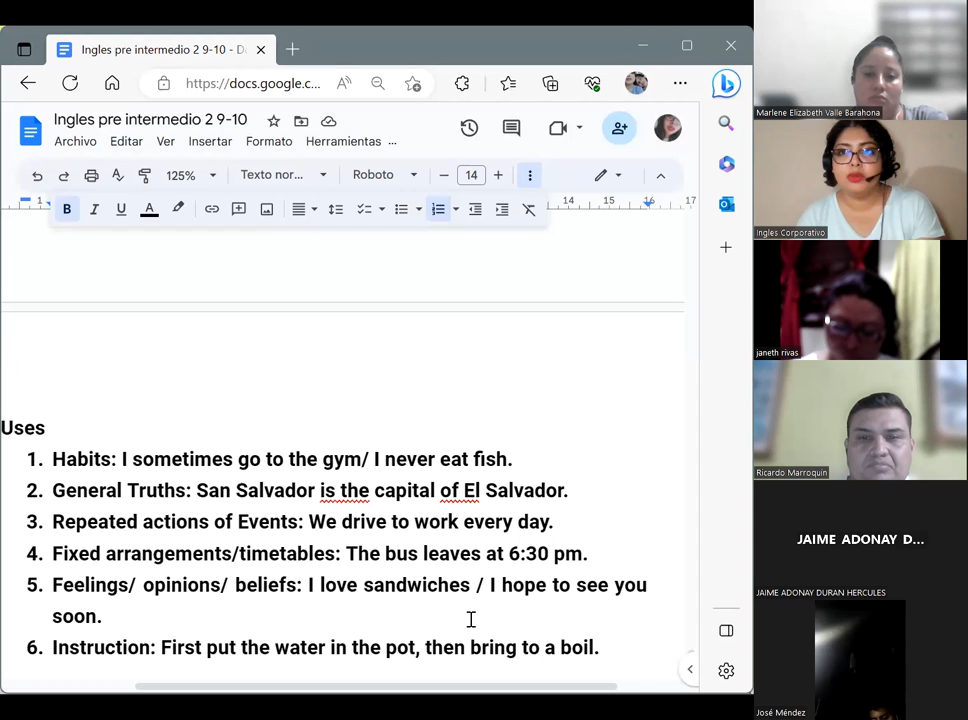 Ingles pre intermedio 2 9-10 - D
https://docs.google.c...
Ingles pre intermedio 2 9-10
Archivo Editar Ver Insertar Formato Herramientas ...
125% Texto nor... Roboto 14
1 14 15 16 17
Uses
1. Habits: I sometimes go to the gym/ I never eat fish.
2. General Truths: San Salvador is the capital of El Salvador.
3. Repeated actions of Events: We drive to work every day.
4. Fixed arrangements/timetables: The bus leaves at 6:30 pm.
5. Feelings/ opinions/ beliefs: I love sandwiches / I hope to see you
soon.
6. Instruction: First put the water in the pot, then bring to a boil.
Marlene Elizabeth Valle Barahona
Ingles Corporativo
janeth rivas
Ricardo Marroquin
JAIME ADONAY D...
JAIME ADONAY DURAN HERCULES
José Méndez